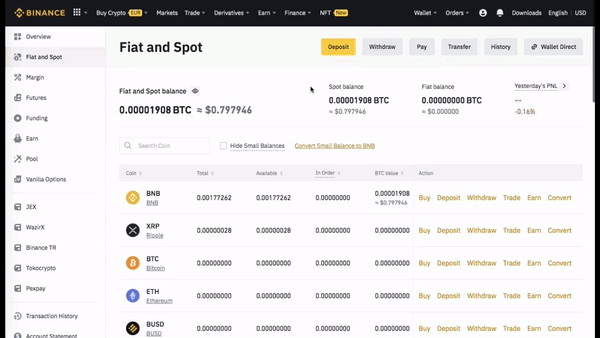 BINANCE Buy Crypto EUR Markets Trade Derivatives Earn Finance NFT New Wallet Orders Downloads English USD
Overview
Fiat and Spot
Margin
Futures
Funding
Earn
Pool
Vanilla Options
JEX
WazirX
Binance TR
Tokocrypto
Pexpay
Transaction History
Account Statement
Fiat and Spot
Deposit Withdraw Pay Transfer History Wallet Direct
Fiat and Spot balance
0.00001908 BTC ≈ $0.797946
Spot balance
0.00001908 BTC
≈ $0.797946
Fiat balance
0.00000000 BTC
≈ $0.000000
Yesterday's PNL
--
-0.16%
Search Coin Hide Small Balances Convert Small Balance to BNB
Coin Total Available In Order BTC Value Action
BNB 0.00177262 0.00177262 0.00000000 0.00001908 Buy Deposit Withdraw Trade Earn Convert
BNB ≈ $0.797946
XRP 0.00000028 0.00000028 0.00000000 0.00000000 Buy Deposit Withdraw Trade Earn Convert
Ripple
BTC 0.00000000 0.00000000 0.00000000 0.00000000 Buy Deposit Withdraw Trade Earn Convert
Bitcoin
ETH 0.00000000 0.00000000 0.00000000 0.00000000 Buy Deposit Withdraw Trade Earn Convert
Ethereum
BUSD 0.00000000 0.00000000 0.00000000 0.00000000 Buy Deposit Withdraw Trade Earn Convert
BUSD